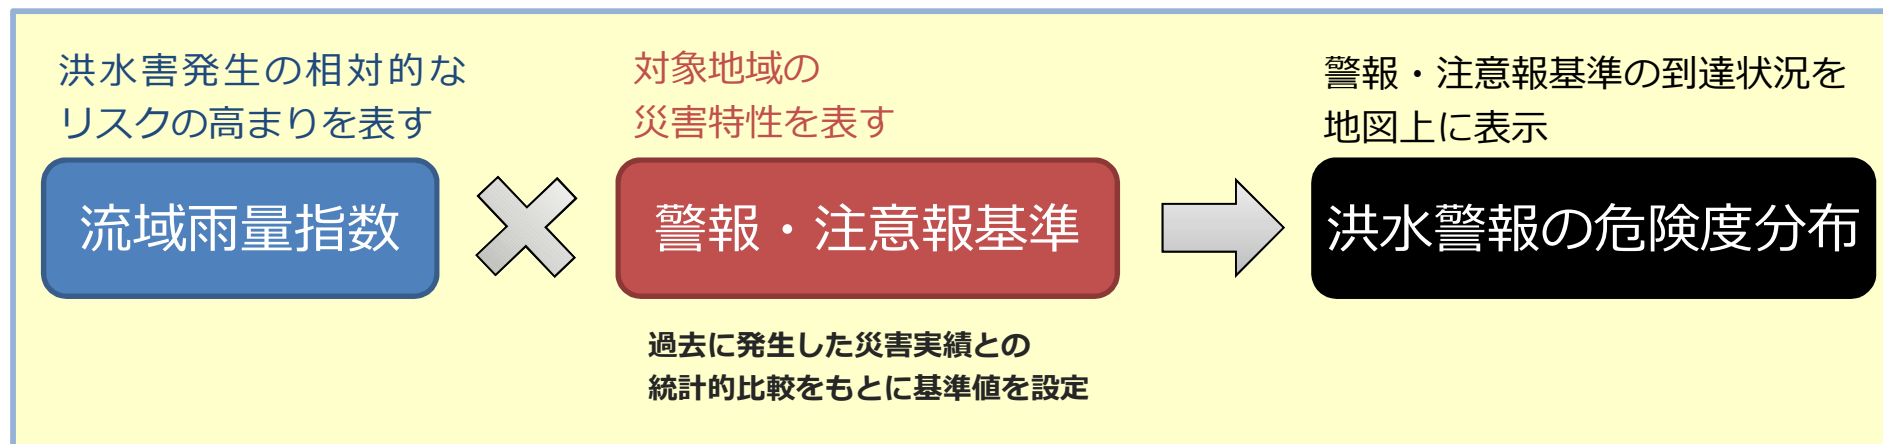 洪水害発生の相対的な
リスクの高まりを表す
流域雨量指数
対象地域の
災害特性を表す
警報・注意報基準
過去に発生した災害実績との
統計的比較をもとに基準値を設定
警報・注意報基準の到達状況を
地図上に表示
洪水警報の危険度分布